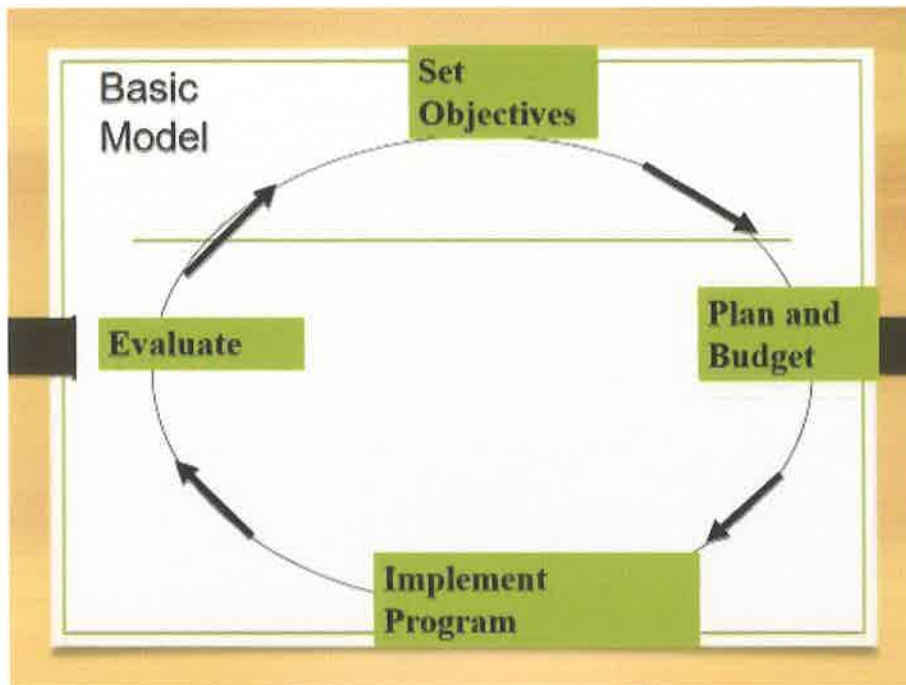 Basic
Model
Set
Objectives
Plan and
Budget
Implement
Program
Evaluate